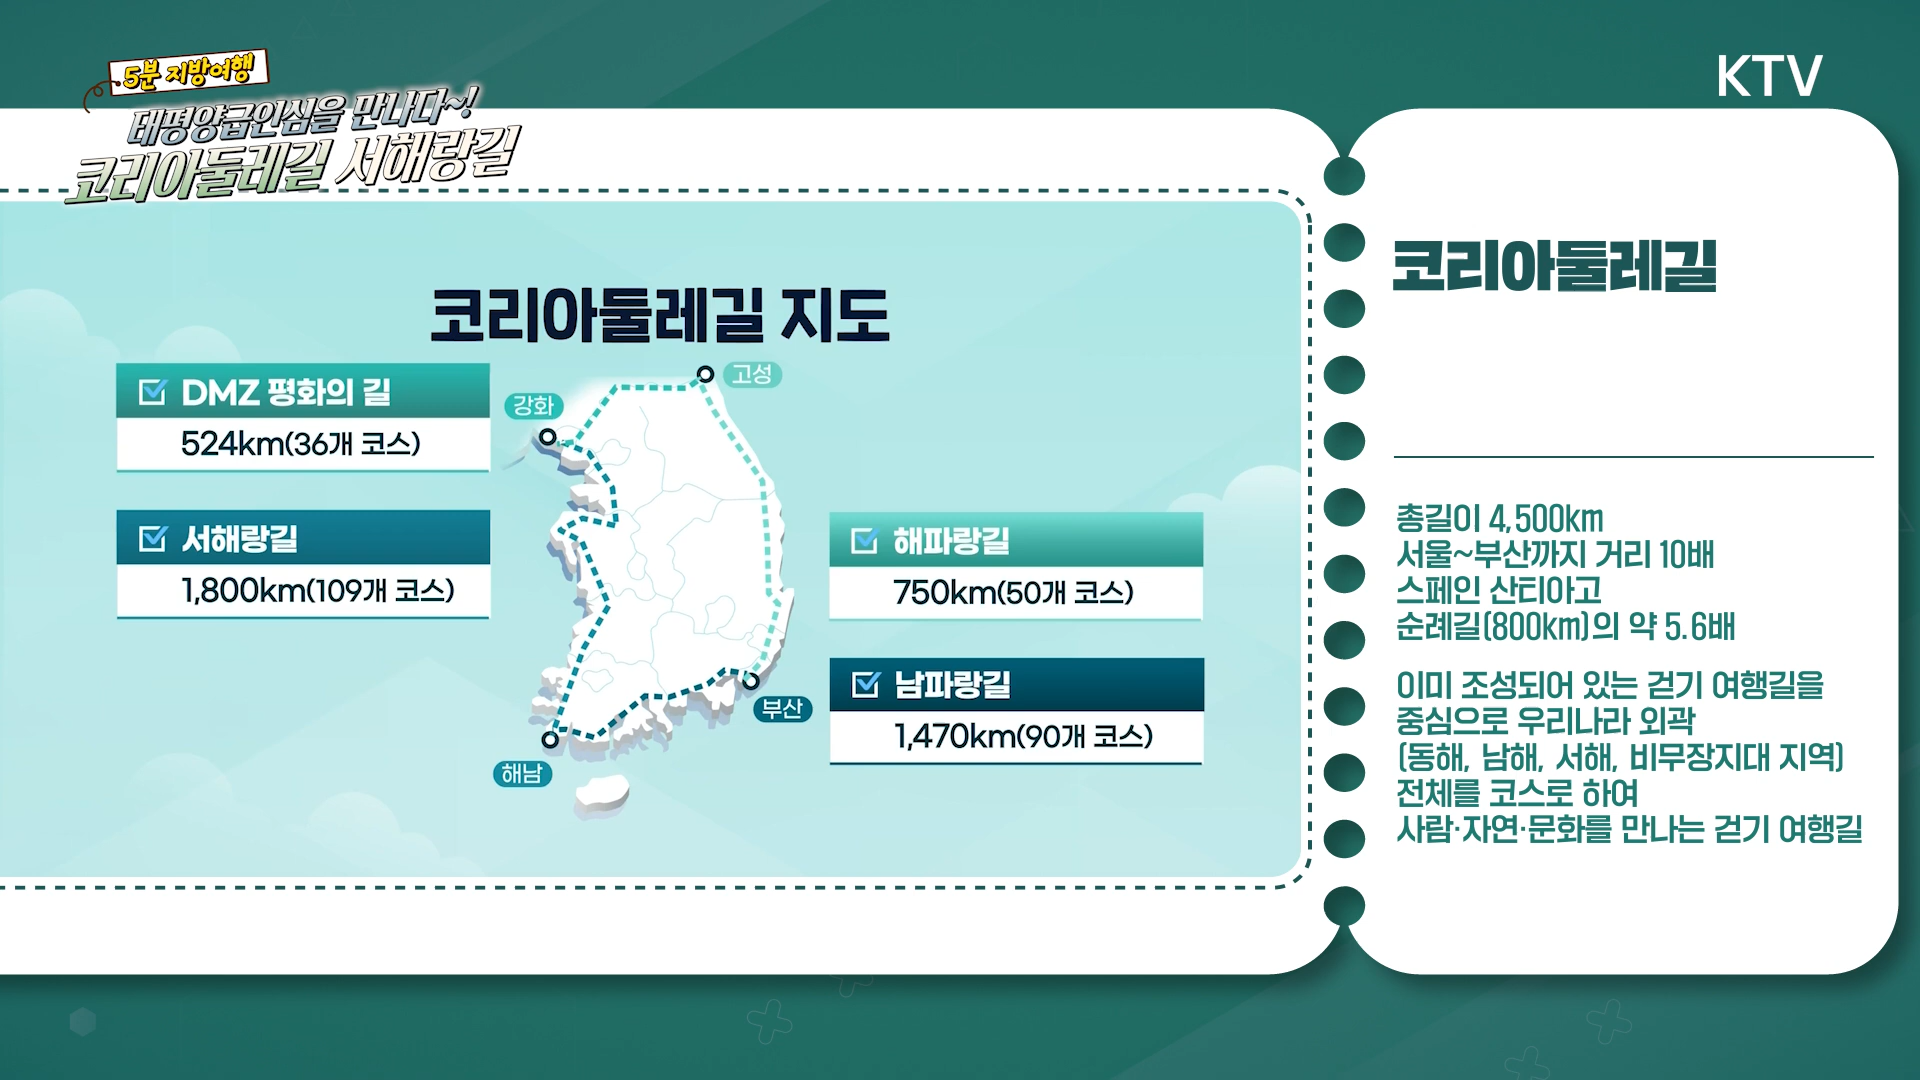 5분 지방여행
태평양급인심을 만나다~!
코리아둘레길 서해랑길
KTV
코리아둘레길 지도
DMZ 평화의 길
524km(36개 코스)
서해랑길
1,800km(109개 코스)
강화
고성
부산
해남
해파랑길
750km(50개 코스)
남파랑길
1,470km(90개 코스)
코리아둘레길
총길이 4,500km
서울~부산까지 거리 10배
스페인 산티아고
순례길(800km)의 약 5.6배
이미 조성되어 있는 걷기 여행길을
중심으로 우리나라 외곽
(동해, 남해, 서해, 비무장지대 지역)
전체를 코스로 하여
사람·자연·문화를 만나는 걷기 여행길